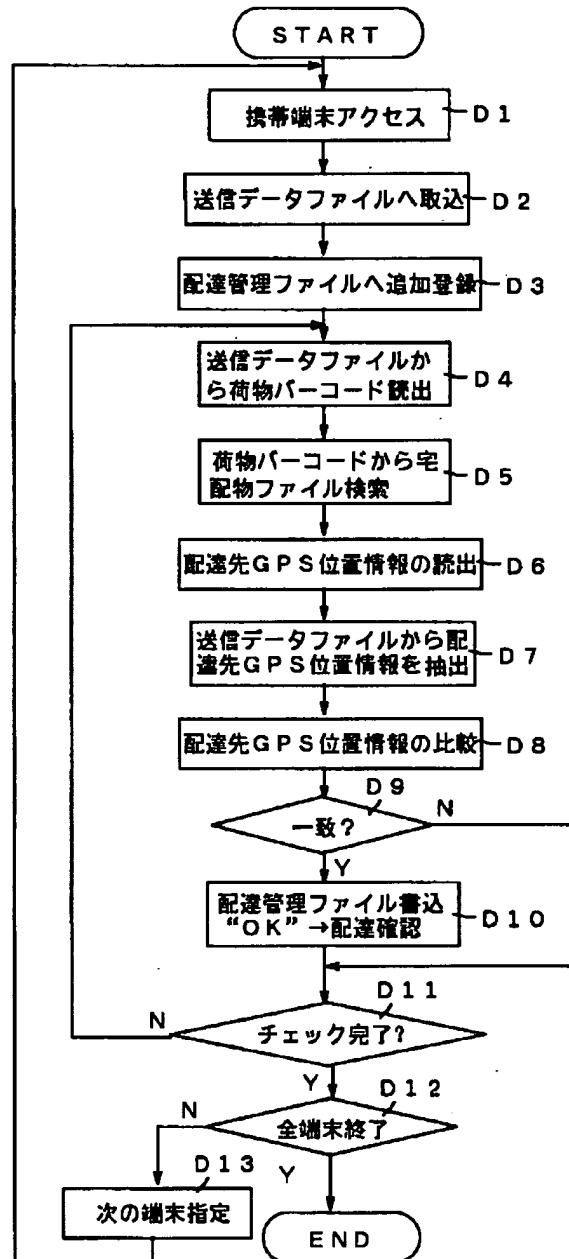 START
携帯端末アクセス
D1
送信データファイルへ取込
D2
配達管理ファイルへ追加登録
D3
送信データファイルか
ら荷物バーコード読出
D4
荷物バーコードから宅
配物ファイル検索
D5
配達先GPS位置情報の読出
D6
送信データファイルから配
達先GPS位置情報を抽出
D7
配達先GPS位置情報の比較
D8
D9
一致?
N
Y
配達管理ファイル書込
“OK”→配達確認
D10
D11
N
チェック完了?
Y
D12
N
全端末終了
D13
Y
次の端末指定
END